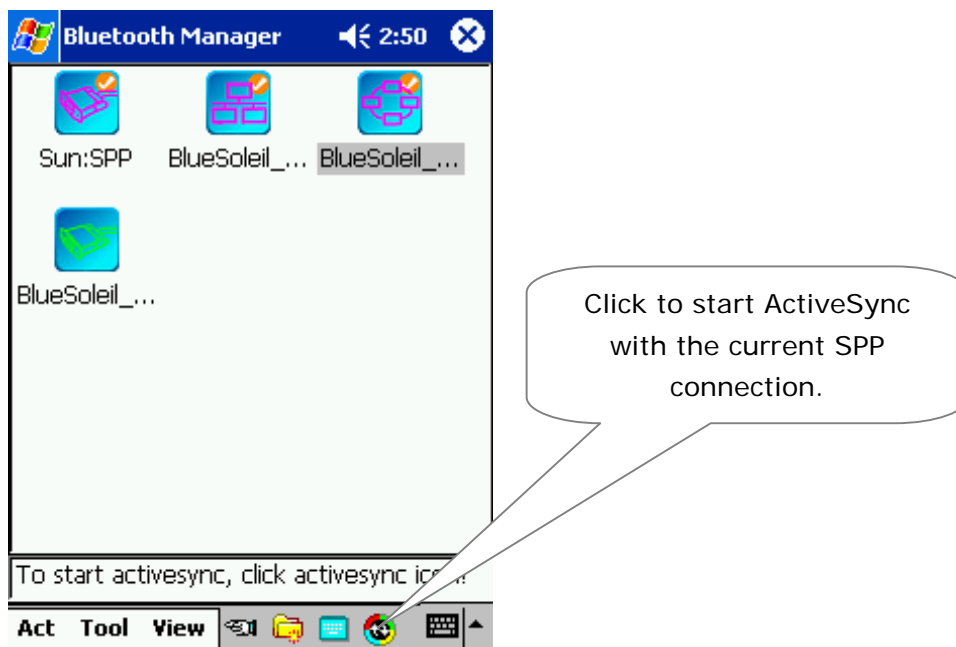 Bluetooth Manager 2:50
Sun:SPP BlueSoleil_... BlueSoleil_...
BlueSoleil_...
Click to start ActiveSync
with the current SPP
connection.
To start activesync, click activesync
Act Tool View